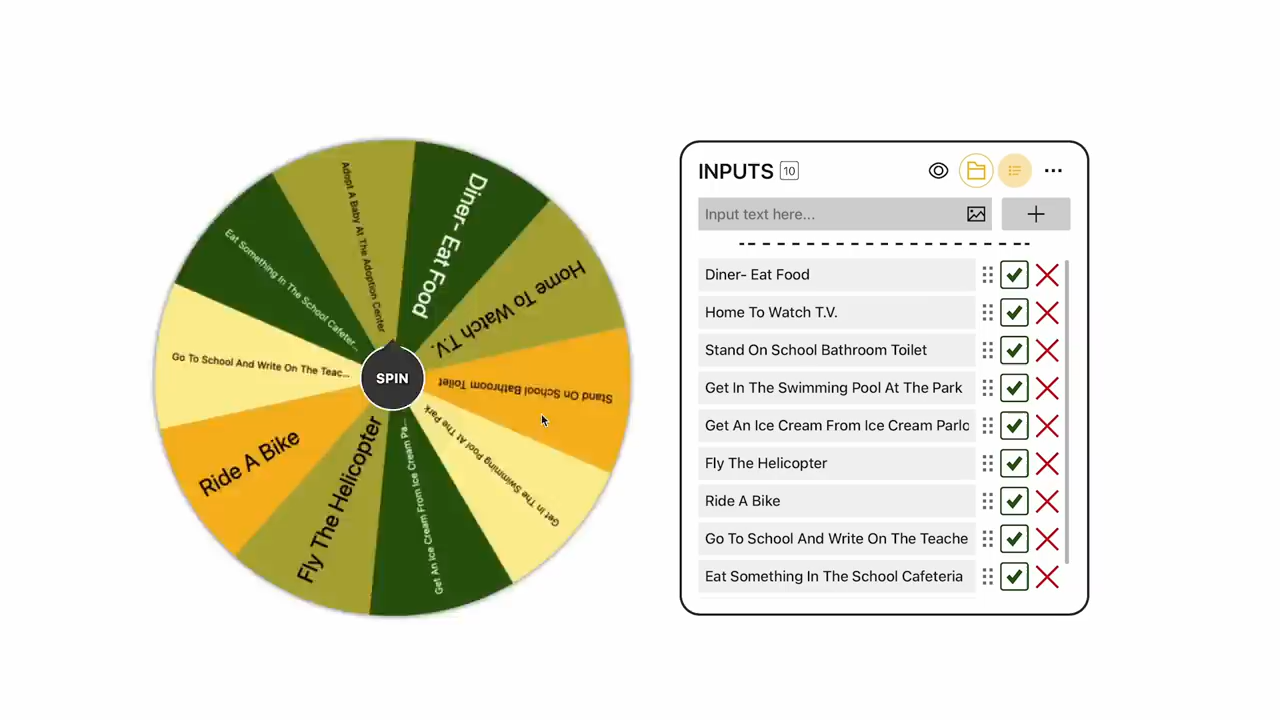 Diner- Eat Food
Home To Watch T.V.
Stand On School Bathroom Toilet
Get In The Swimming Pool At The Park
Get An Ice Cream From Ice Cream Pa...
Fly The Helicopter
Ride A Bike
Go To School And Write On The Teac...
Eat Something In The School Cafeter...
Adopt A Baby At The Adoption Center
SPIN
INPUTS 10
Input text here...
Diner- Eat Food
Home To Watch T.V.
Stand On School Bathroom Toilet
Get In The Swimming Pool At The Park
Get An Ice Cream From Ice Cream Parlo
Fly The Helicopter
Ride A Bike
Go To School And Write On The Teache
Eat Something In The School Cafeteria